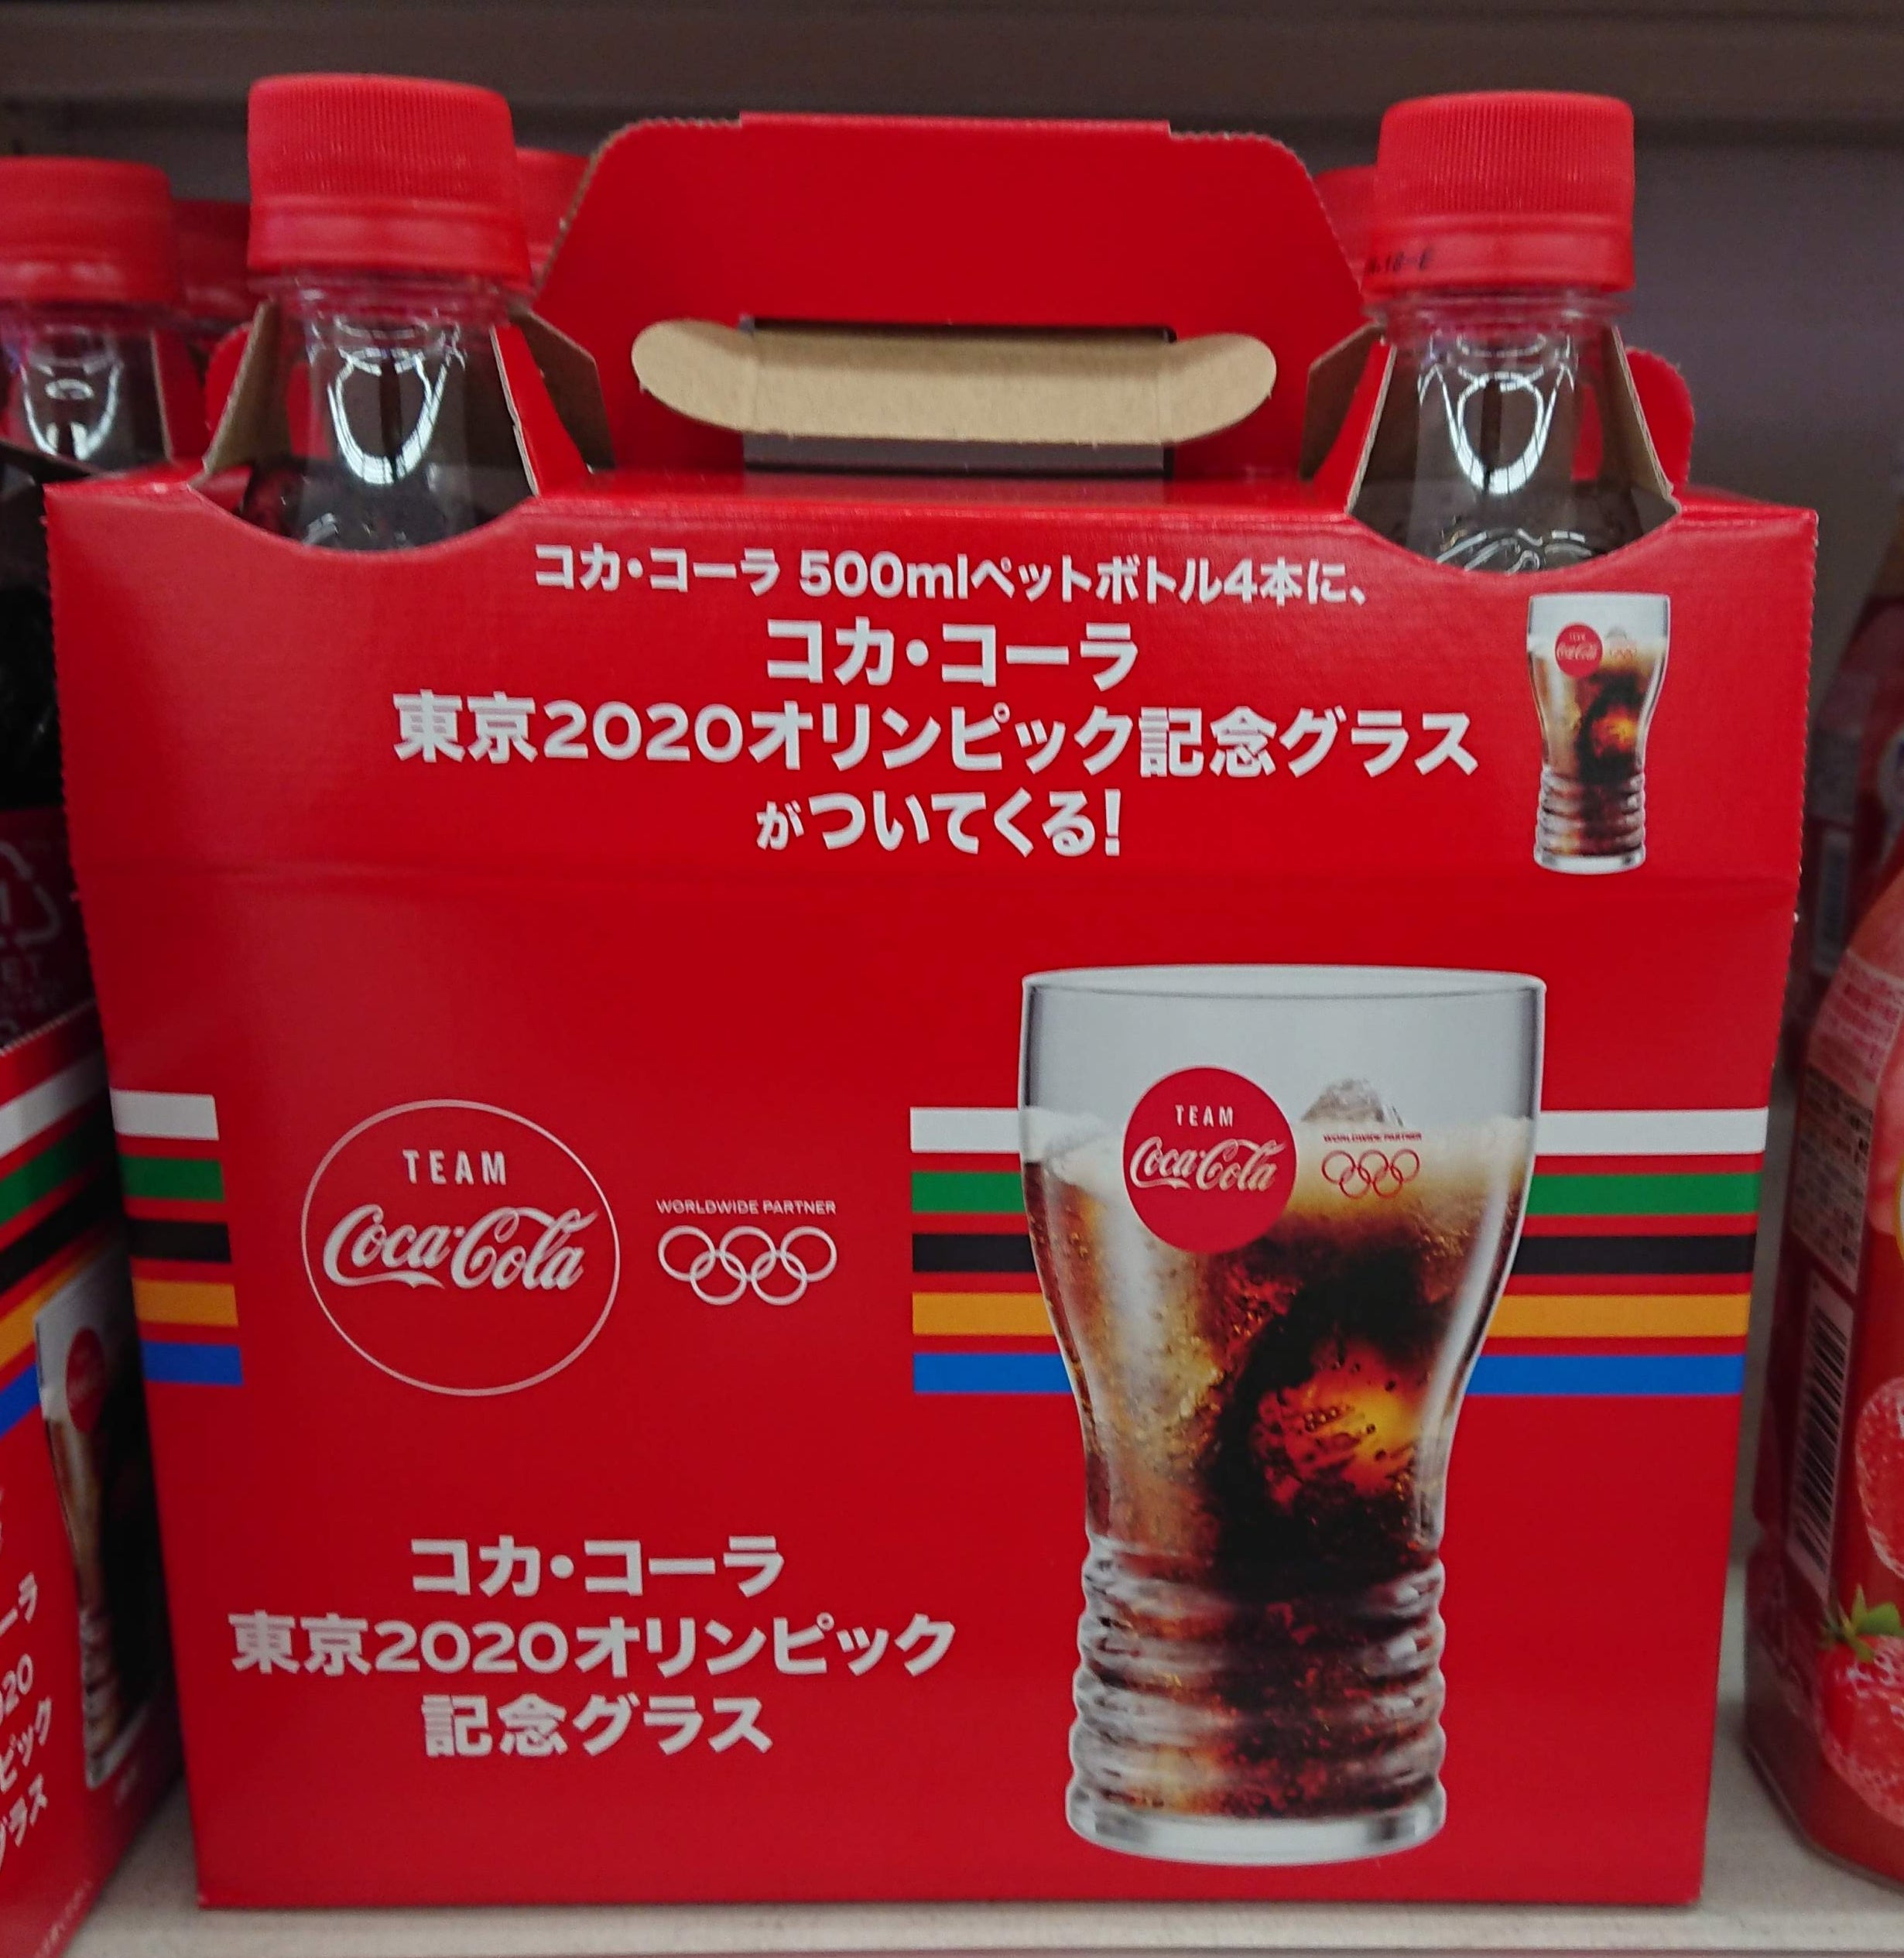 コカ・コーラ 500mlペットボトル4本に、
コカ・コーラ
東京2020オリンピック記念グラス
がついてくる!
TEAM
Coca-Cola
WORLDWIDE PARTNER
TEAM
Coca-Cola
WORLDWIDE PARTNER
コカ・コーラ
東京2020オリンピック
記念グラス